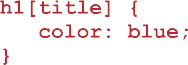 h1[title] {
   color: blue;
}